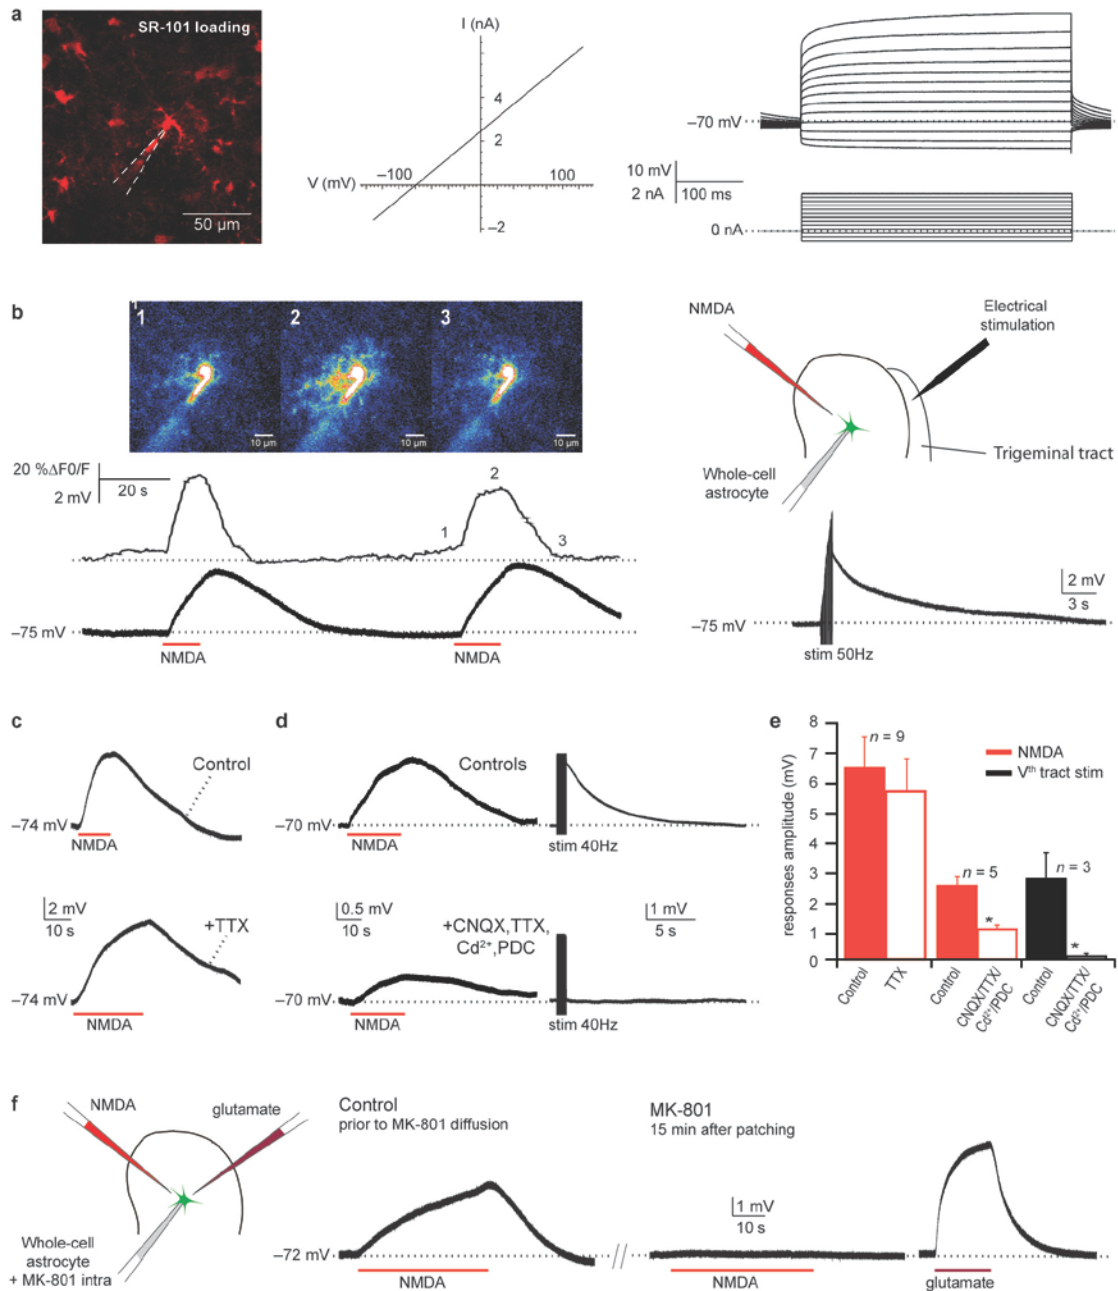 a
SR-101 loading
50 µm
I (nA)
4
2
–100
100
V (mV)
–2
–70 mV
10 mV
2 nA
100 ms
0 nA
b
1
2
3
10 µm
10 µm
10 µm
20 %ΔF0/F
2 mV
20 s
1
2
3
–75 mV
NMDA
NMDA
NMDA
Electrical
stimulation
Whole-cell
astrocyte
Trigeminal tract
2 mV
3 s
–75 mV
stim 50Hz
c
Control
–74 mV
NMDA
2 mV
10 s
+TTX
–74 mV
NMDA
d
Controls
–70 mV
NMDA
stim 40Hz
0.5 mV
10 s
+CNQX,TTX,
Cd²⁺,PDC
1 mV
5 s
–70 mV
NMDA
stim 40Hz
e
responses amplitude (mV)
8
7
6
5
4
3
2
1
0
n = 9
n = 5
n = 3
*
*
NMDA
Vᵗʰ tract stim
Control
TTX
Control
CNQX/TTX/
Cd²⁺/PDC
Control
CNQX/TTX/
Cd²⁺/PDC
f
NMDA
glutamate
Whole-cell
astrocyte
+ MK-801 intra
Control
prior to MK-801 diffusion
MK-801
15 min after patching
1 mV
10 s
–72 mV
NMDA
NMDA
glutamate